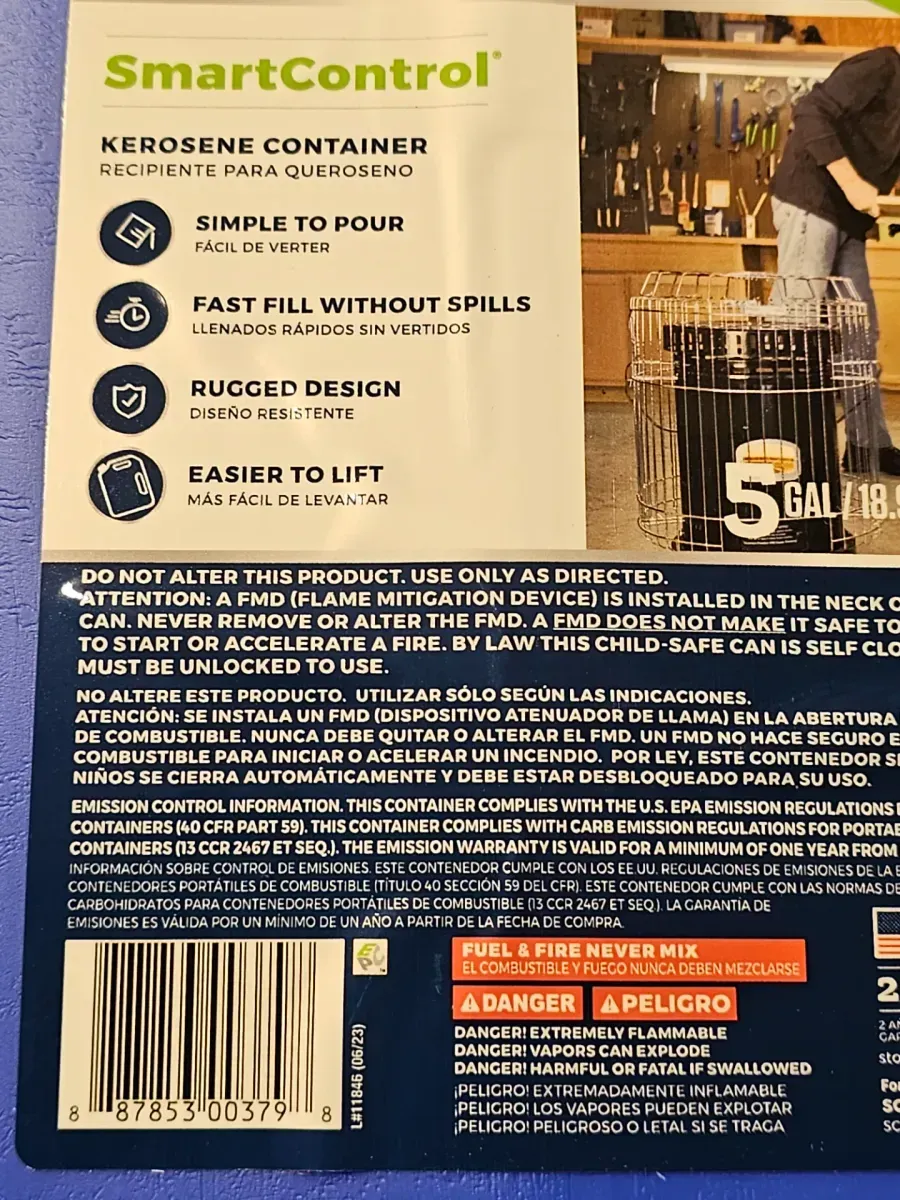 SmartControl®
KEROSENE CONTAINER
RECIPIENTE PARA QUEROSENO
SIMPLE TO POUR
FÁCIL DE VERTER
FAST FILL WITHOUT SPILLS
LLENADOS RÁPIDOS SIN VERTIDOS
RUGGED DESIGN
DISEÑO RESISTENTE
EASIER TO LIFT
MÁS FÁCIL DE LEVANTAR
5 GAL / 18.9
DO NOT ALTER THIS PRODUCT. USE ONLY AS DIRECTED.
ATTENTION: A FMD (FLAME MITIGATION DEVICE) IS INSTALLED IN THE NECK O
CAN. NEVER REMOVE OR ALTER THE FMD. A FMD DOES NOT MAKE IT SAFE TO
TO START OR ACCELERATE A FIRE. BY LAW THIS CHILD-SAFE CAN IS SELF CLO
MUST BE UNLOCKED TO USE.
NO ALTERE ESTE PRODUCTO. UTILIZAR SÓLO SEGÚN LAS INDICACIONES.
ATENCIÓN: SE INSTALA UN FMD (DISPOSITIVO ATENUADOR DE LLAMA) EN LA ABERTURA
DE COMBUSTIBLE. NUNCA DEBE QUITAR O ALTERAR EL FMD. UN FMD NO HACE SEGURO E
COMBUSTIBLE PARA INICIAR O ACELERAR UN INCENDIO. POR LEY, ESTE CONTENEDOR S
NIÑOS SE CIERRA AUTOMÁTICAMENTE Y DEBE ESTAR DESBLOQUEADO PARA SU USO.
EMISSION CONTROL INFORMATION. THIS CONTAINER COMPLIES WITH THE U.S. EPA EMISSION REGULATIONS
CONTAINERS (40 CFR PART 59). THIS CONTAINER COMPLIES WITH CARB EMISSION REGULATIONS FOR PORTAB
CONTAINERS (13 CCR 2467 ET SEQ.). THE EMISSION WARRANTY IS VALID FOR A MINIMUM OF ONE YEAR FROM
INFORMACIÓN SOBRE CONTROL DE EMISIONES. ESTE CONTENEDOR CUMPLE CON LOS EE.UU. REGULACIONES DE EMISIONES DE LA E
CONTENEDORES PORTÁTILES DE COMBUSTIBLE (TÍTULO 40 SECCIÓN 59 DEL CFR). ESTE CONTENEDOR CUMPLE CON LAS NORMAS DE
CARBOHIDRATOS PARA CONTENEDORES PORTÁTILES DE COMBUSTIBLE (13 CCR 2467 ET SEQ.). LA GARANTÍA DE
EMISIONES ES VÁLIDA POR UN MÍNIMO DE UN AÑO A PARTIR DE LA FECHA DE COMPRA.
8 87853 00379 8
EPC
L#11846 (06/23)
FUEL & FIRE NEVER MIX
EL COMBUSTIBLE Y FUEGO NUNCA DEBEN MEZCLARSE
DANGER PELIGRO
DANGER! EXTREMELY FLAMMABLE
DANGER! VAPORS CAN EXPLODE
DANGER! HARMFUL OR FATAL IF SWALLOWED
¡PELIGRO! EXTREMADAMENTE INFLAMABLE
¡PELIGRO! LOS VAPORES PUEDEN EXPLOTAR
¡PELIGRO! PELIGROSO O LETAL SI SE TRAGA
2
2 A
GA
sto
For
SC
SC